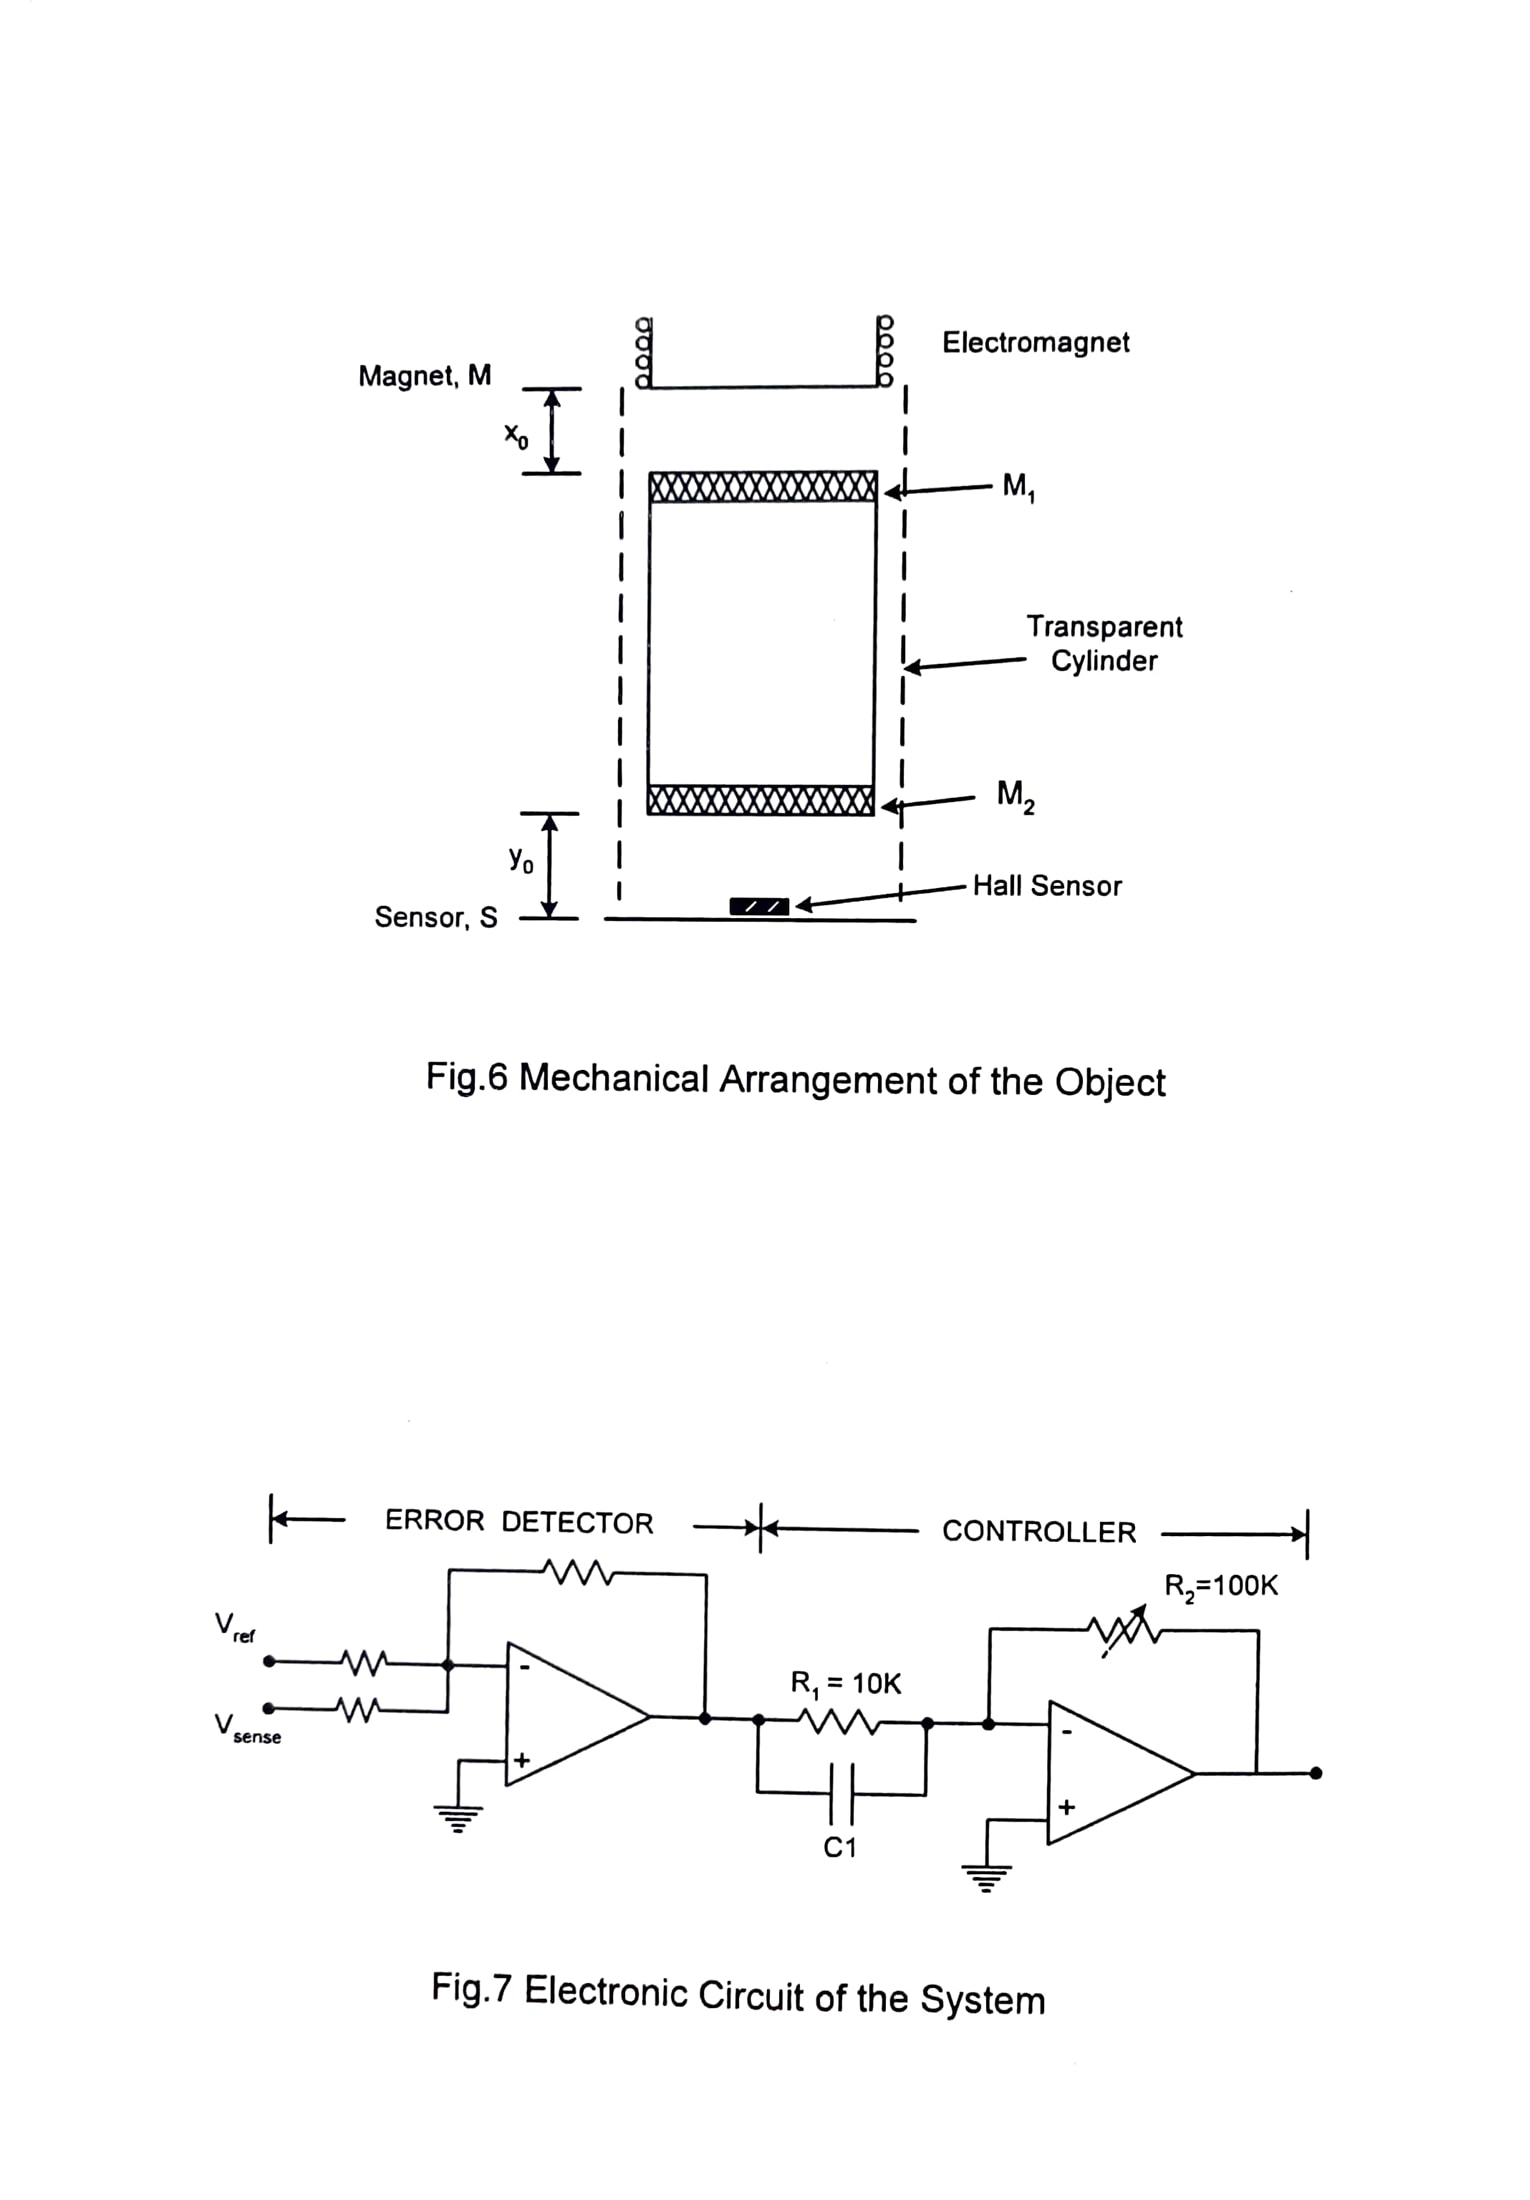 Electromagnet
Magnet, M
x₀
M₁
Transparent
Cylinder
M₂
y₀
Hall Sensor
Sensor, S
Fig.6 Mechanical Arrangement of the Object
ERROR DETECTOR
CONTROLLER
R₂=100K
Vref
R₁ = 10K
Vsense
-
+
-
+
C1
Fig.7 Electronic Circuit of the System